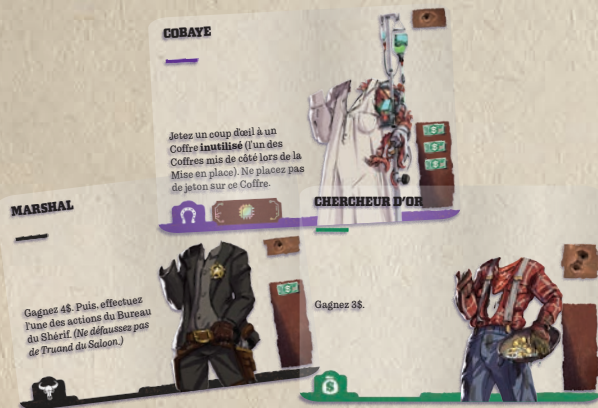 COBAYE
Jetez un coup d'œil à un
Coffre inutilisé (l'un des
Coffres mis de côté lors de la
Mise en place). Ne placez pas
de jeton sur ce Coffre.
MARSHAL
Gagnez 4$. Puis, effectuez
l'une des actions du Bureau
du Shérif. (Ne défaussez pas
de Truand du Saloon.)
CHERCHEUR D'OR
Gagnez 3$.